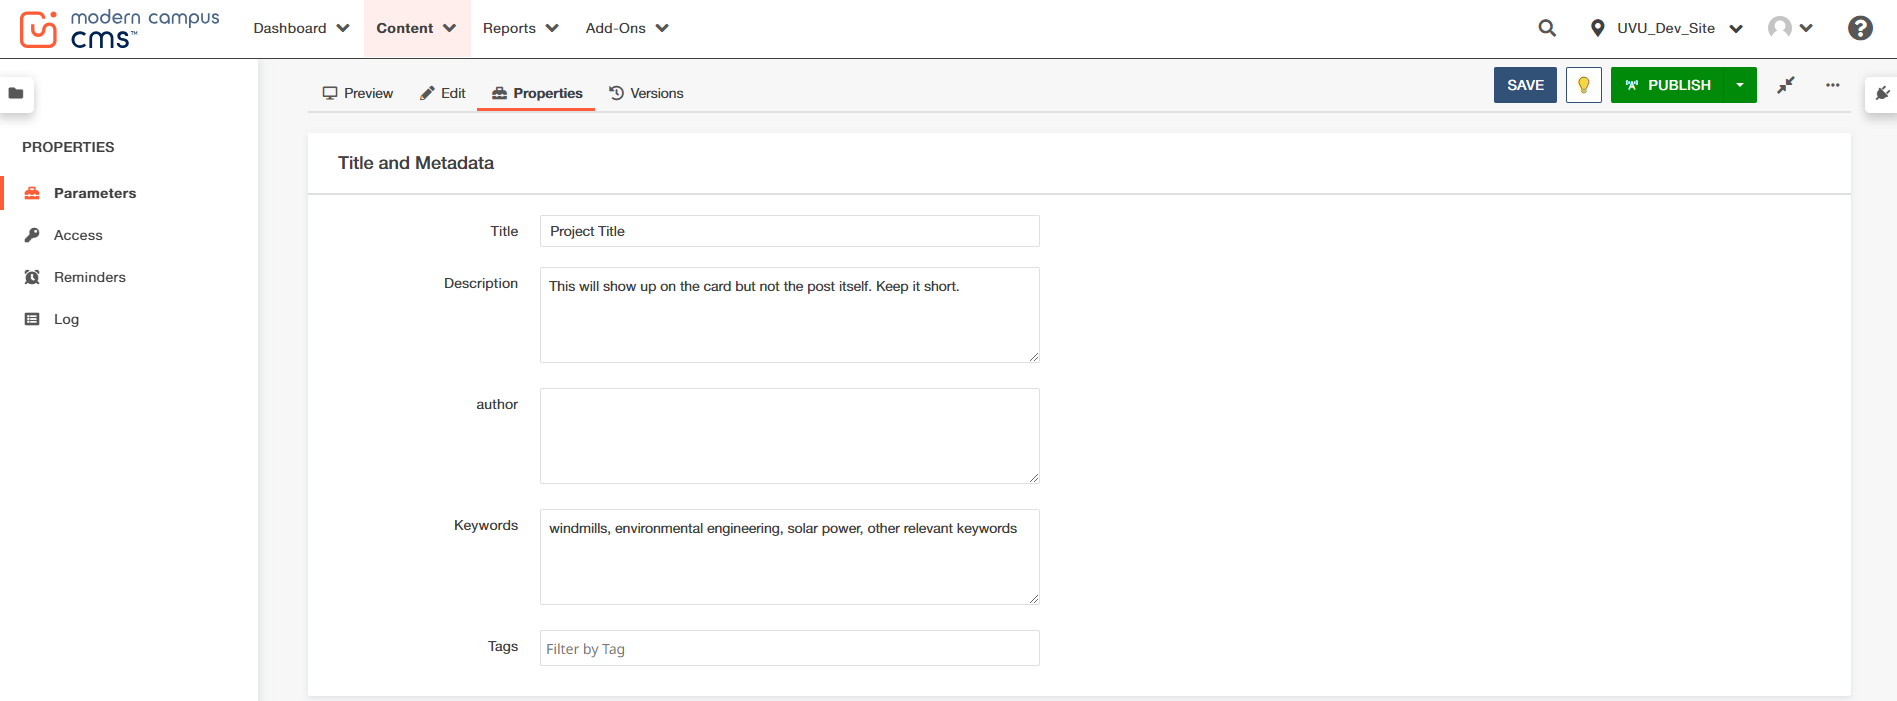 modern campus
cms™
Dashboard
Content
Reports
Add-Ons
UVU_Dev_Site
Preview
Edit
Properties
Versions
SAVE
PUBLISH
PROPERTIES
Parameters
Access
Reminders
Log
Title and Metadata
Title
Project Title
Description
This will show up on the card but not the post itself. Keep it short.
author
Keywords
windmills, environmental engineering, solar power, other relevant keywords
Tags
Filter by Tag